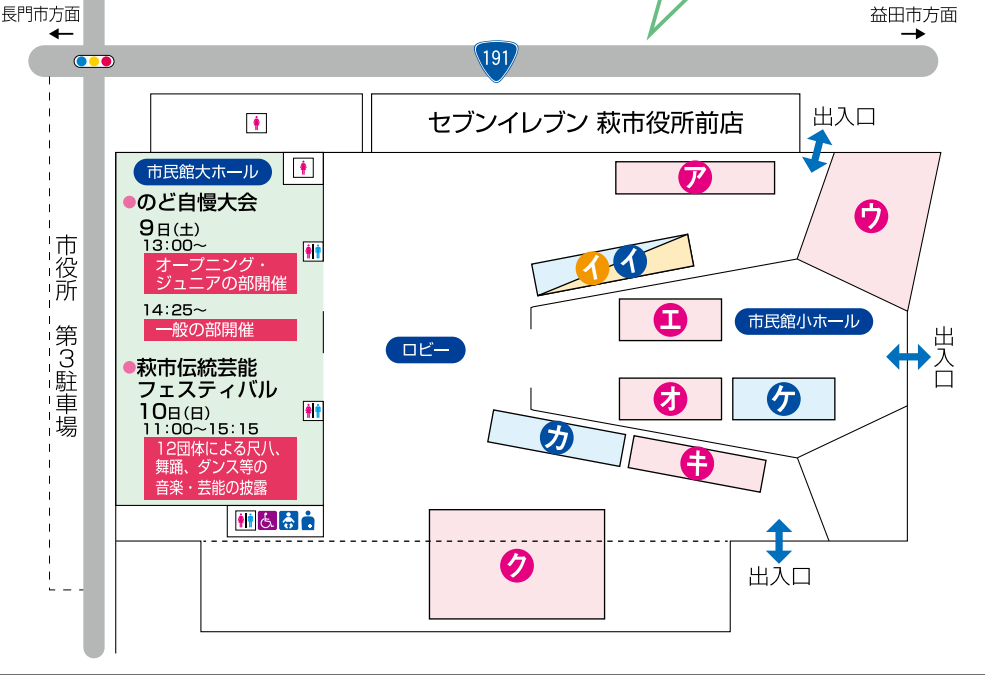 長門市方面
益田市方面
191
セブンイレブン 萩市役所前店
出入口
市民館大ホール
●のど自慢大会
9日(土)
13:00〜
オープニング・
ジュニアの部開催
14:25〜
一般の部開催
●萩市伝統芸能
フェスティバル
10日(日)
11:00〜15:15
12団体による尺八、
舞踊、ダンス等の
音楽・芸能の披露
市役所 第3駐車場
ロビー
ア
イ
イ
ウ
エ
市民館小ホール
出入口
オ
ケ
カ
キ
ク
出入口